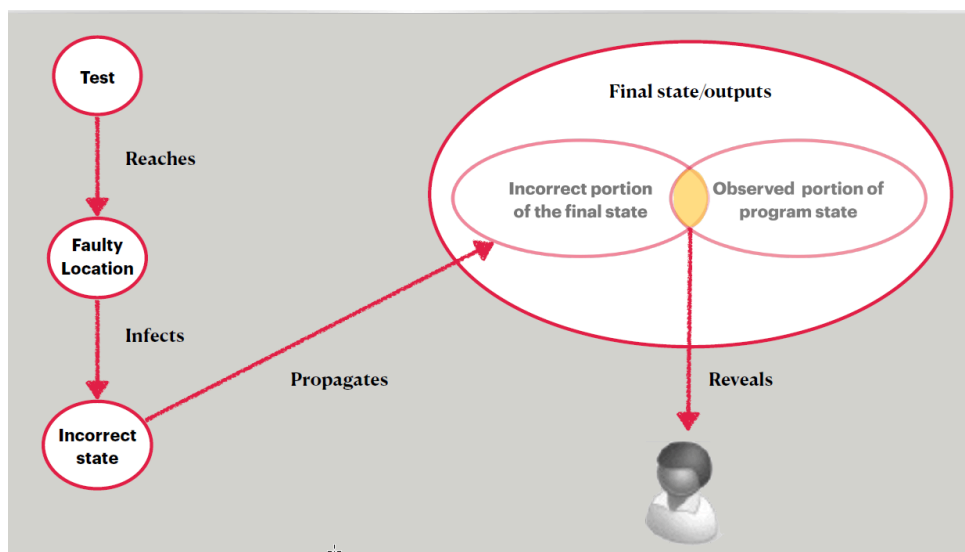 Test
Final state/outputs
Reaches
Incorrect portion
of the final state
Observed portion of
program state
Faulty
Location
Infects
Propagates
Reveals
Incorrect
state